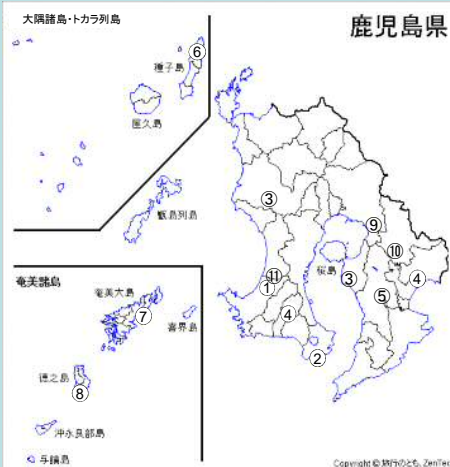 大隅諸島・トカラ列島
鹿児島県
⑥
種子島
屋久島
甑島列島
③
⑨
⑩
桜島
③
④
⑪
①
⑤
④
②
奄美諸島
奄美大島
⑦
喜界島
徳之島
⑧
沖永良部島
与論島
Copyright © 旅行のとも、ZenTech